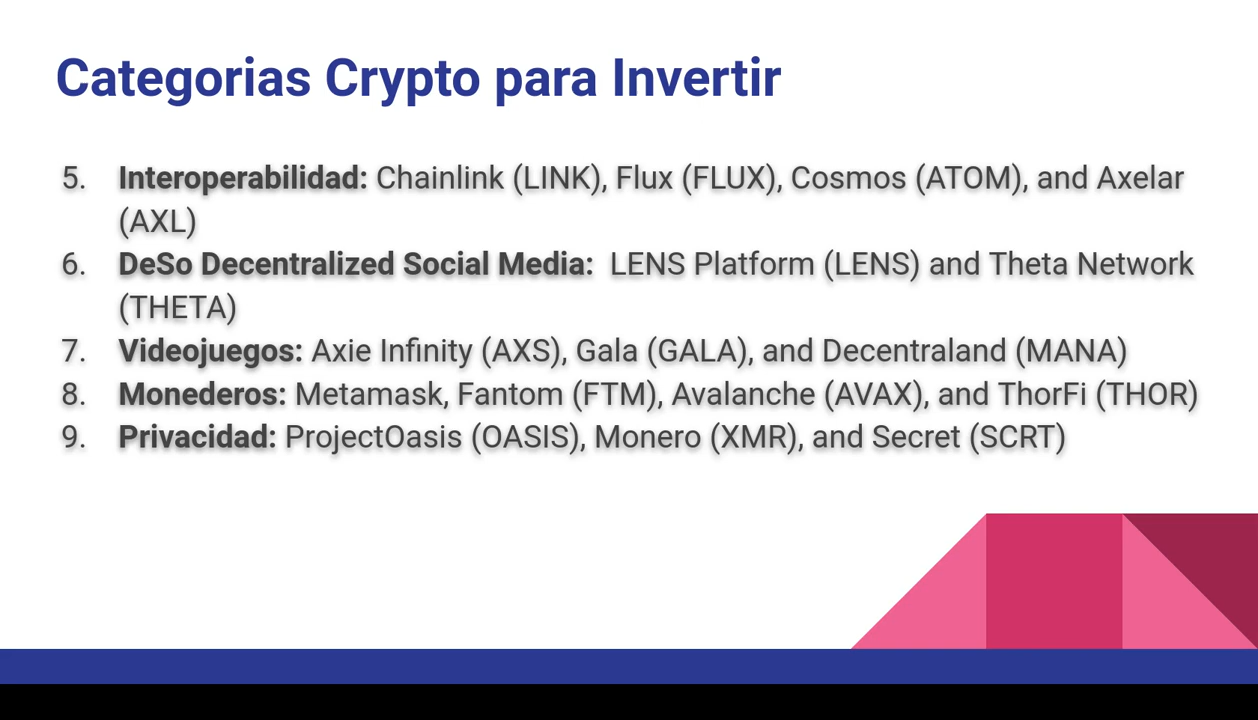 Categorias Crypto para Invertir
5. Interoperabilidad: Chainlink (LINK), Flux (FLUX), Cosmos (ATOM), and Axelar
(AXL)
6. DeSo Decentralized Social Media:  LENS Platform (LENS) and Theta Network
(THETA)
7. Videojuegos: Axie Infinity (AXS), Gala (GALA), and Decentraland (MANA)
8. Monederos: Metamask, Fantom (FTM), Avalanche (AVAX), and ThorFi (THOR)
9. Privacidad: ProjectOasis (OASIS), Monero (XMR), and Secret (SCRT)